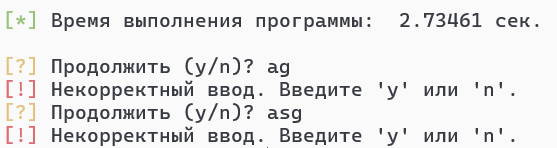 [*] Время выполнения программы:  2.73461 сек.
[?] Продолжить (y/n)? ag
[!] Некорректный ввод. Введите 'y' или 'n'.
[?] Продолжить (y/n)? asg
[!] Некорректный ввод. Введите 'y' или 'n'.